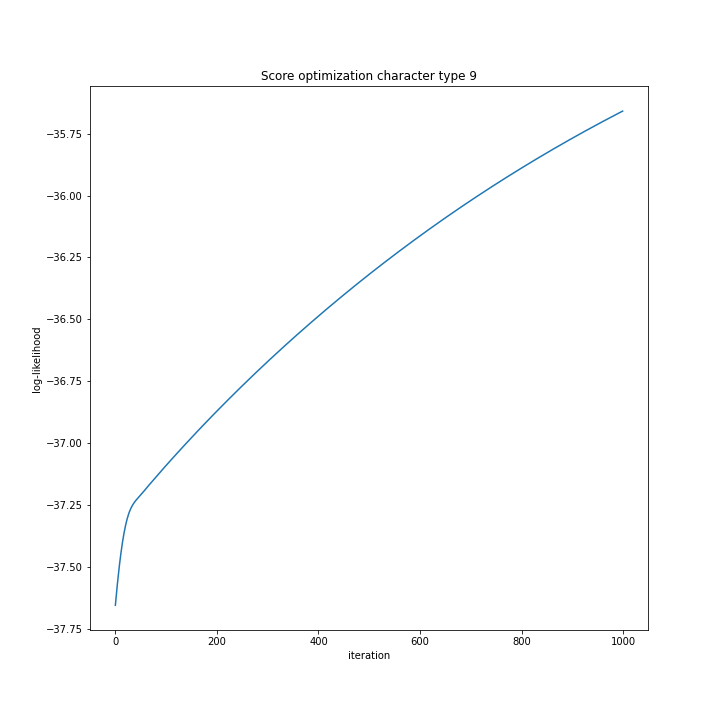 Score optimization character type 9
log-likelihood
−35.75
−36.00
−36.25
−36.50
−36.75
−37.00
−37.25
−37.50
−37.75
0 200 400 600 800 1000
iteration